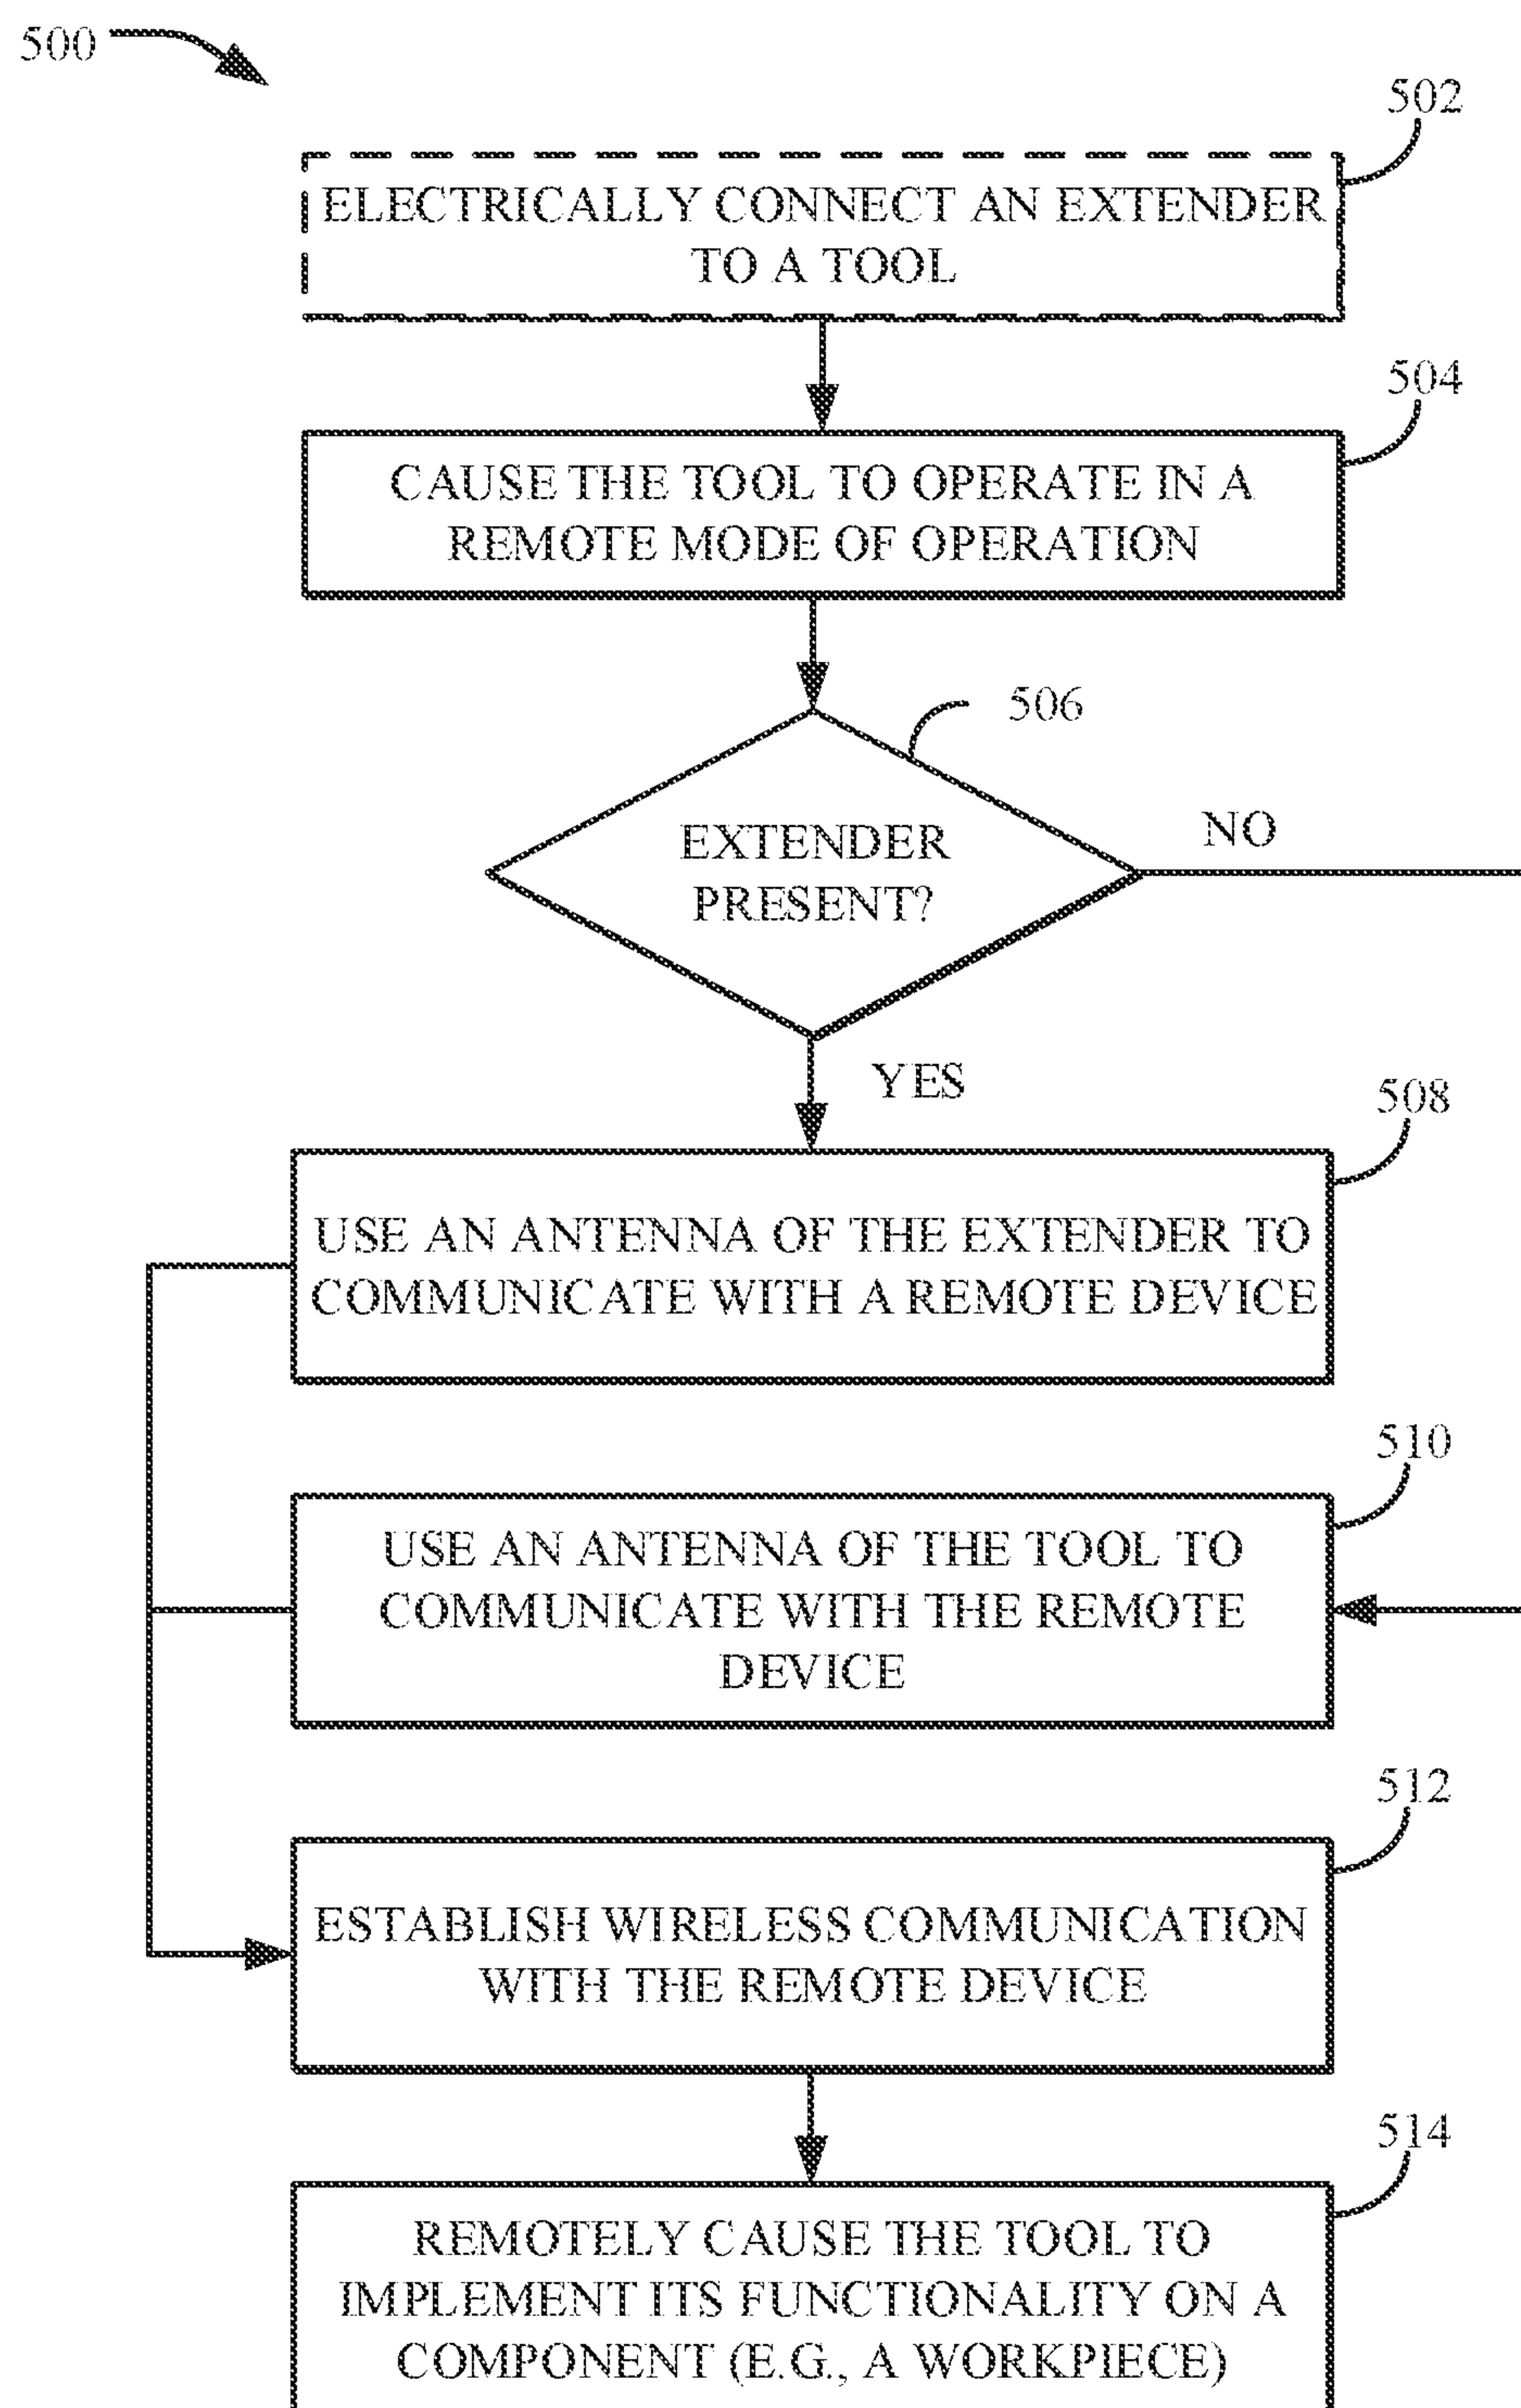 500
502
ELECTRICALLY CONNECT AN EXTENDER
TO A TOOL
504
CAUSE THE TOOL TO OPERATE IN A
REMOTE MODE OF OPERATION
506
EXTENDER
PRESENT?
NO
YES
508
USE AN ANTENNA OF THE EXTENDER TO
COMMUNICATE WITH A REMOTE DEVICE
510
USE AN ANTENNA OF THE TOOL TO
COMMUNICATE WITH THE REMOTE
DEVICE
512
ESTABLISH WIRELESS COMMUNICATION
WITH THE REMOTE DEVICE
514
REMOTELY CAUSE THE TOOL TO
IMPLEMENT ITS FUNCTIONALITY ON A
COMPONENT (E.G., A WORKPIECE)